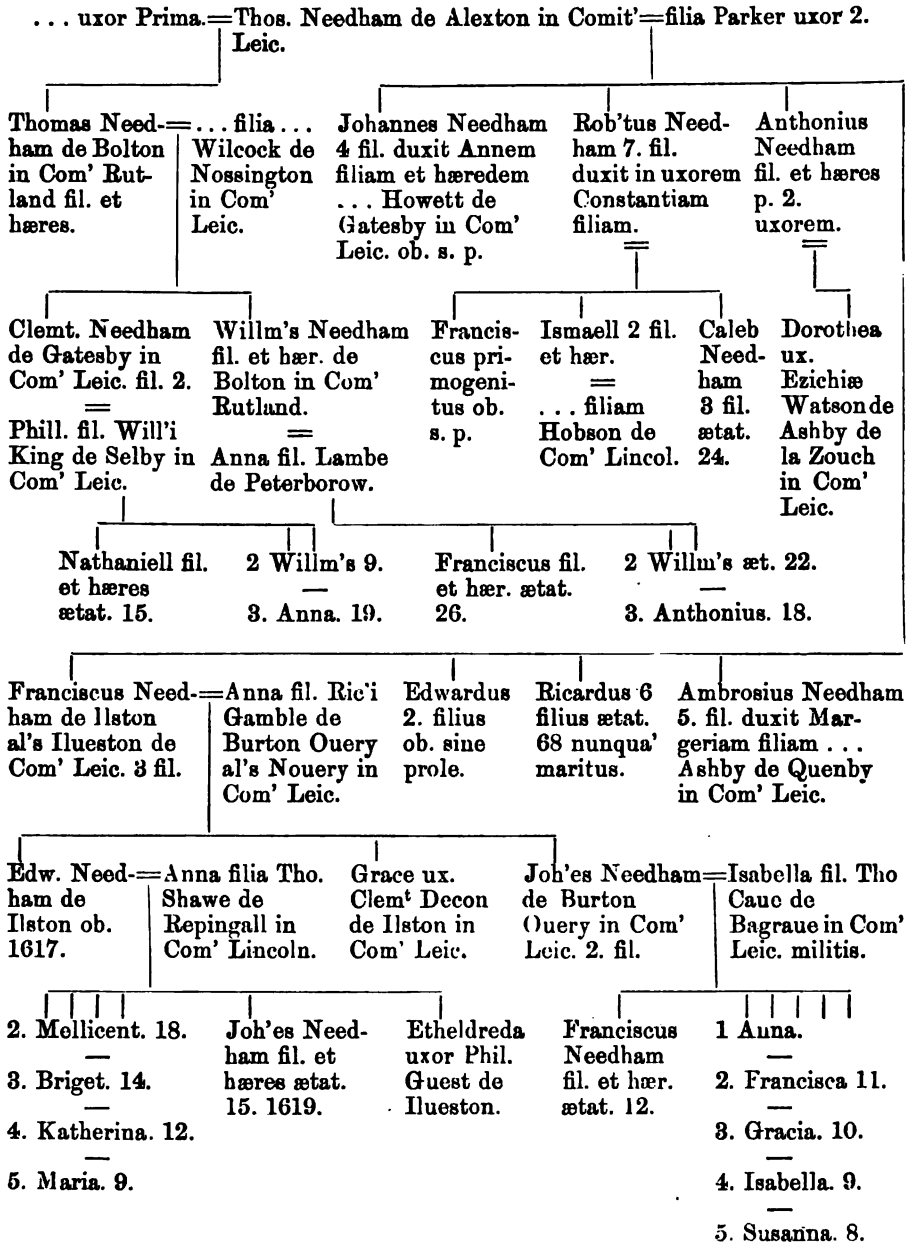 . . . uxor Prima.=Thos. Needham de Alexton in Comit'=filia Parker uxor 2.
Leic.
Thomas Need-=. . . filia . . .
ham de Bolton
in Com' Rut-
land fil. et
hæres.
Wilcock de
Nossington
in Com'
Leic.
Johannes Needham
4 fil. duxit Annem
filiam et hæredem
. . . Howett de
Gatesby in Com'
Leic. ob. s. p.
Rob'tus Need-
ham 7. fil.
duxit in uxorem
Constantiam
filiam.
=
Anthonius
Needham
fil. et hæres
p. 2.
uxorem.
=
Clemt. Needham
de Gatesby in
Com' Leic. fil. 2.
=
Phill. fil. Will'i
King de Selby in
Com' Leic.
Willm's Needham
fil. et hær. de
Bolton in Com'
Rutland.
=
Anna fil. Lambe
de Peterborow.
Francis-
cus pri-
mogeni-
tus ob.
s. p.
Ismaell 2 fil.
et hær.
=
. . . filiam
Hobson de
Com' Lincol.
Caleb
Need-
ham
3 fil.
ætat.
24.
Dorothea
ux.
Ezichiæ
Watson de
Ashby de
la Zouch
in Com'
Leic.
Nathaniell fil.
et hæres
ætat. 15.
2 Willm's 9.
—
3. Anna. 19.
Franciscus fil.
et hær. ætat.
26.
2 Willm's æt. 22.
—
3. Anthonius. 18.
Franciscus Need-=Anna fil. Ric'i
ham de Ilston
al's Ilueston de
Com' Leic. 3 fil.
Gamble de
Burton Ouery
al's Nouery in
Com' Leic.
Edwardus
2. filius
ob. sine
prole.
Ricardus 6
filius ætat.
68 nunqua'
maritus.
Ambrosius Needham
5. fil. duxit Mar-
geriam filiam . . .
Ashby de Quenby
in Com' Leic.
Edw. Need-=Anna filia Tho.
ham de
Ilston ob.
1617.
Shawe de
Repingall in
Com' Lincoln.
Grace ux.
Clemt Decon
de Ilston in
Com' Leic.
Joh'es Needham=Isabella fil. Tho
de Burton
Ouery in Com'
Leic. 2. fil.
Caue de
Bagraue in Com'
Leic. militis.
2. Mellicent. 18.
—
3. Briget. 14.
—
4. Katherina. 12.
—
5. Maria. 9.
Joh'es Need-
ham fil. et
hæres ætat.
15. 1619.
Etheldreda
uxor Phil.
Guest de
Ilueston.
Franciscus
Needham
fil. et hær.
ætat. 12.
1 Anna.
—
2. Francisca 11.
—
3. Gracia. 10.
—
4. Isabella. 9.
—
5. Susanna. 8.